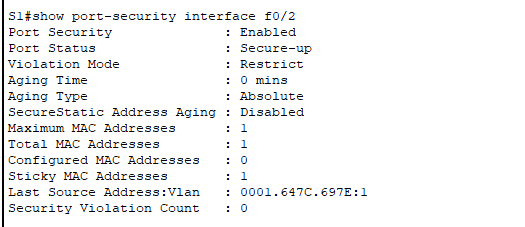 S1#show port-security interface f0/2
Port Security              : Enabled
Port Status                : Secure-up
Violation Mode             : Restrict
Aging Time                 : 0 mins
Aging Type                 : Absolute
SecureStatic Address Aging : Disabled
Maximum MAC Addresses      : 1
Total MAC Addresses        : 1
Configured MAC Addresses   : 0
Sticky MAC Addresses       : 1
Last Source Address:Vlan   : 0001.647C.697E:1
Security Violation Count   : 0